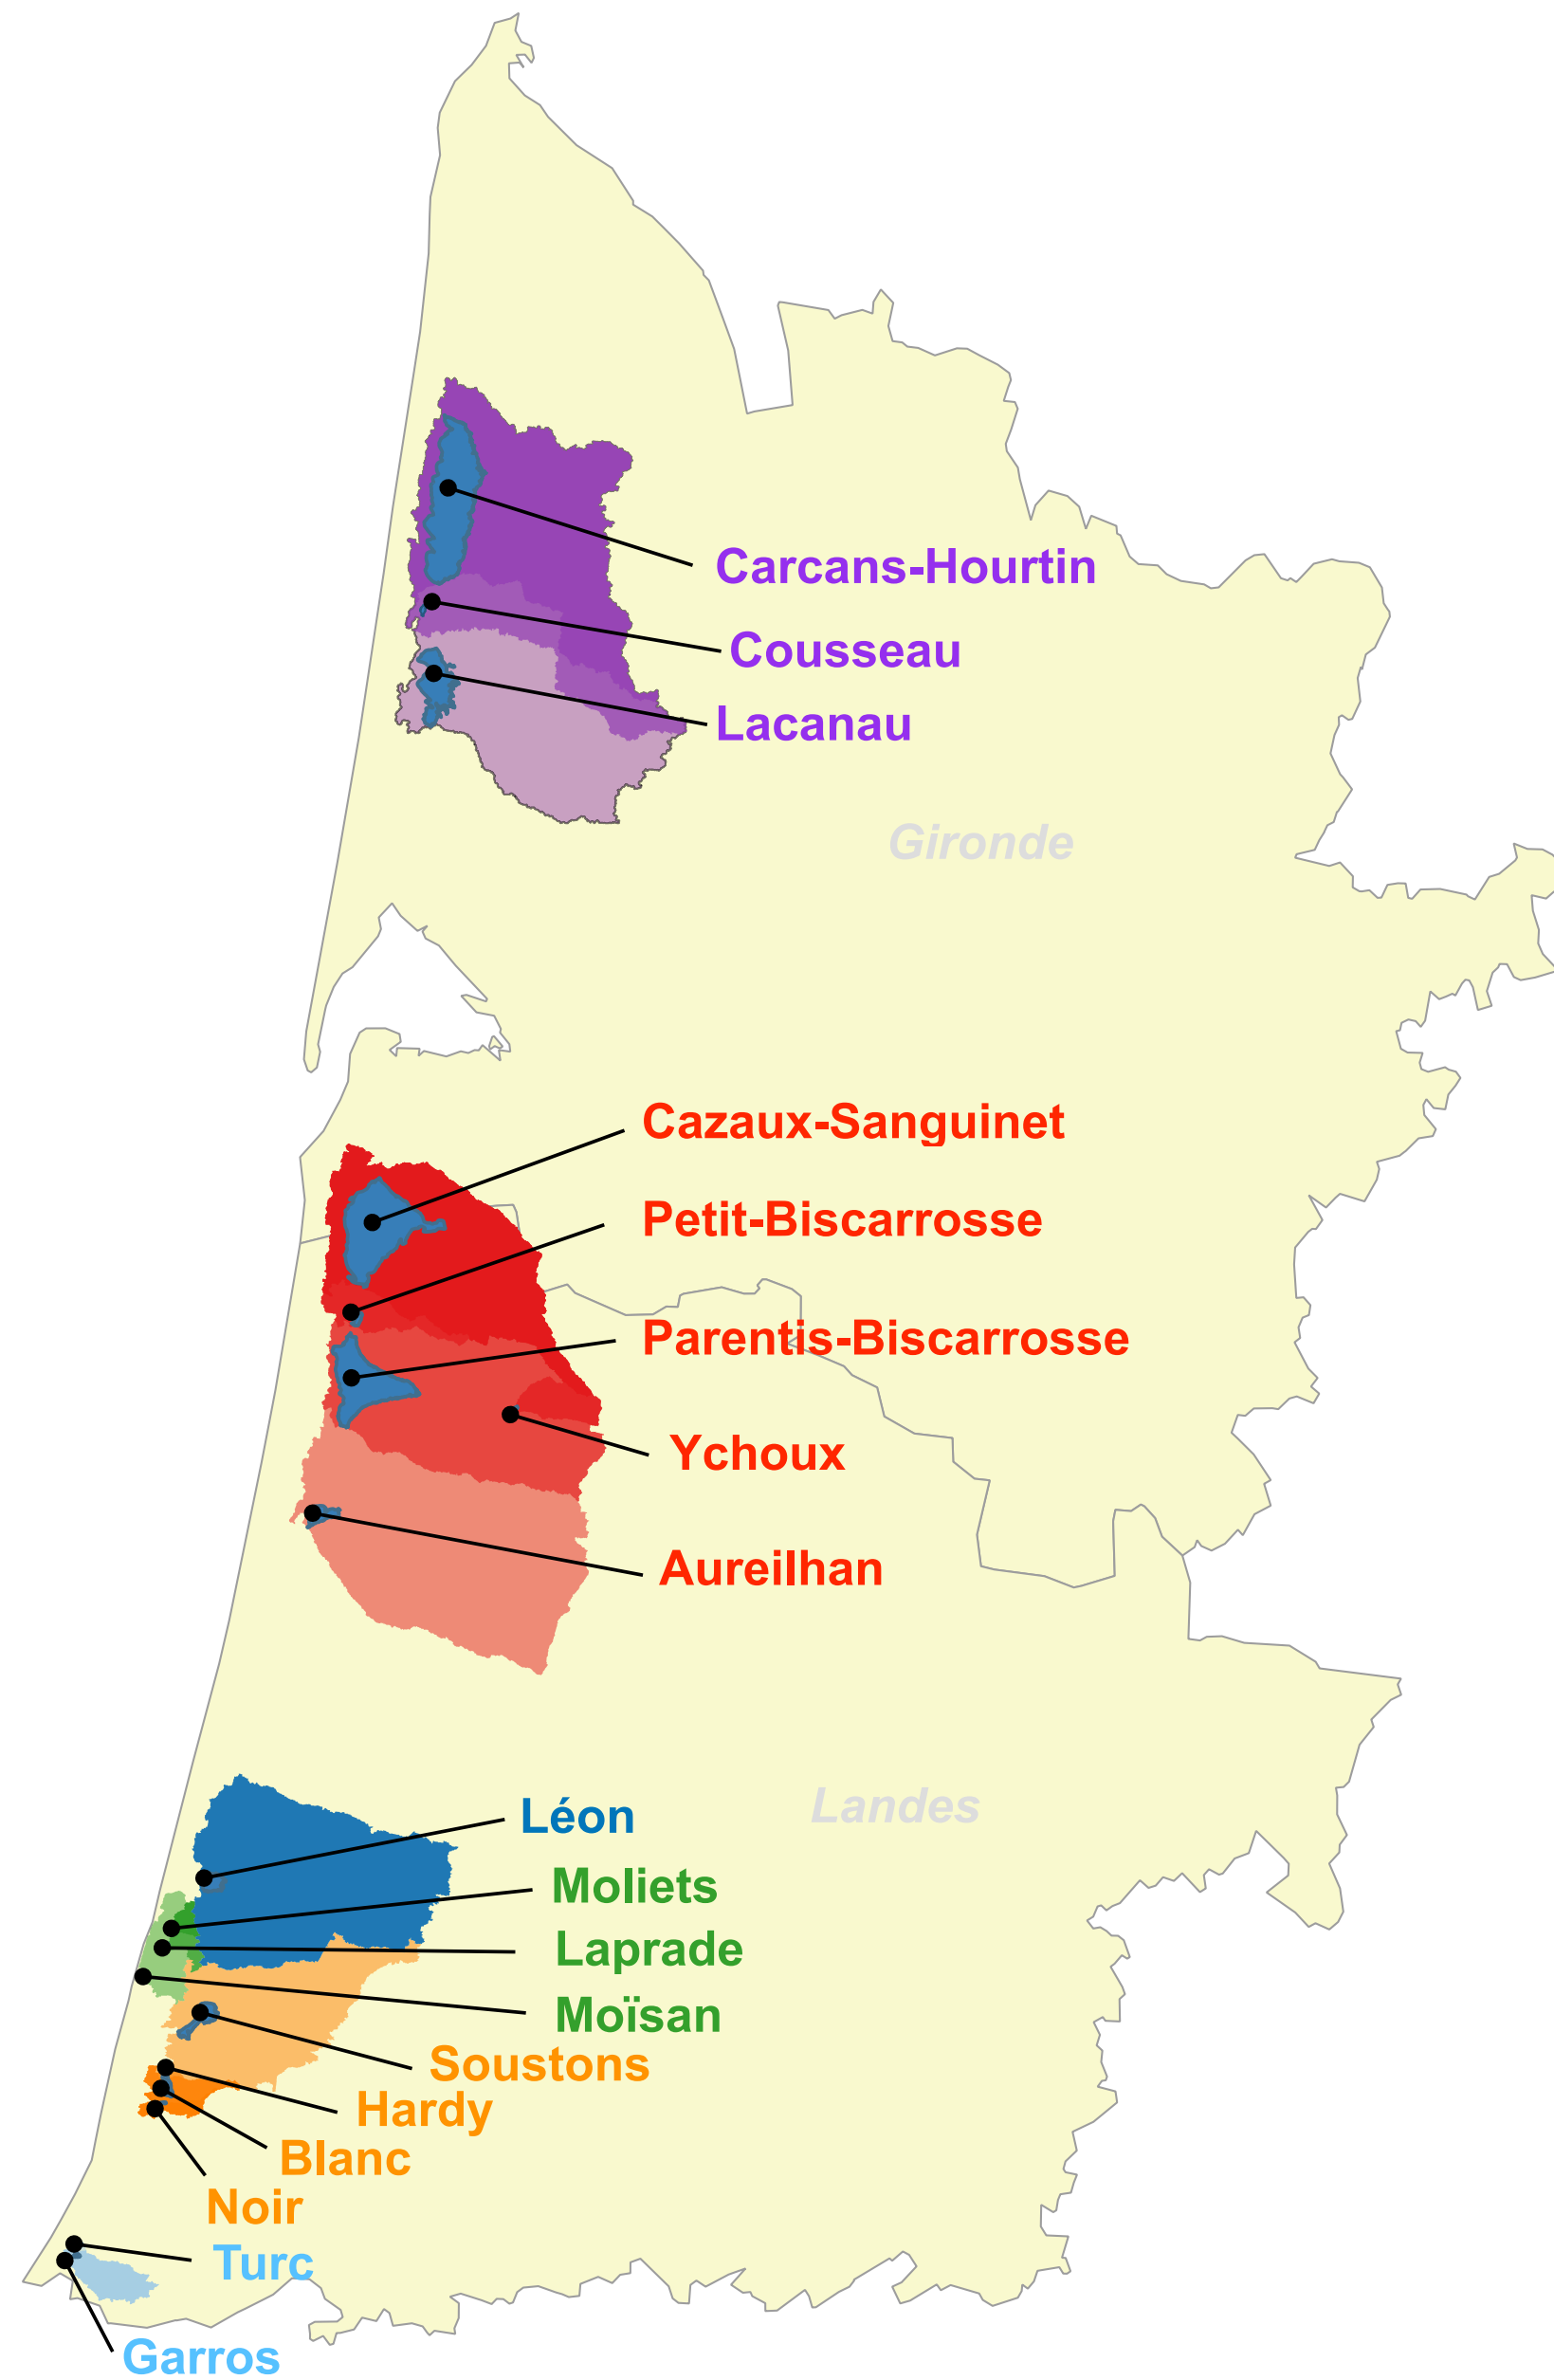 Carcans-Hourtin
Cousseau
Lacanau
Gironde
Cazaux-Sanguinet
Petit-Biscarrosse
Parentis-Biscarrosse
Ychoux
Aureilhan
Landes
Léon
Moliets
Laprade
Moïsan
Soustons
Hardy
Blanc
Noir
Turc
Garros